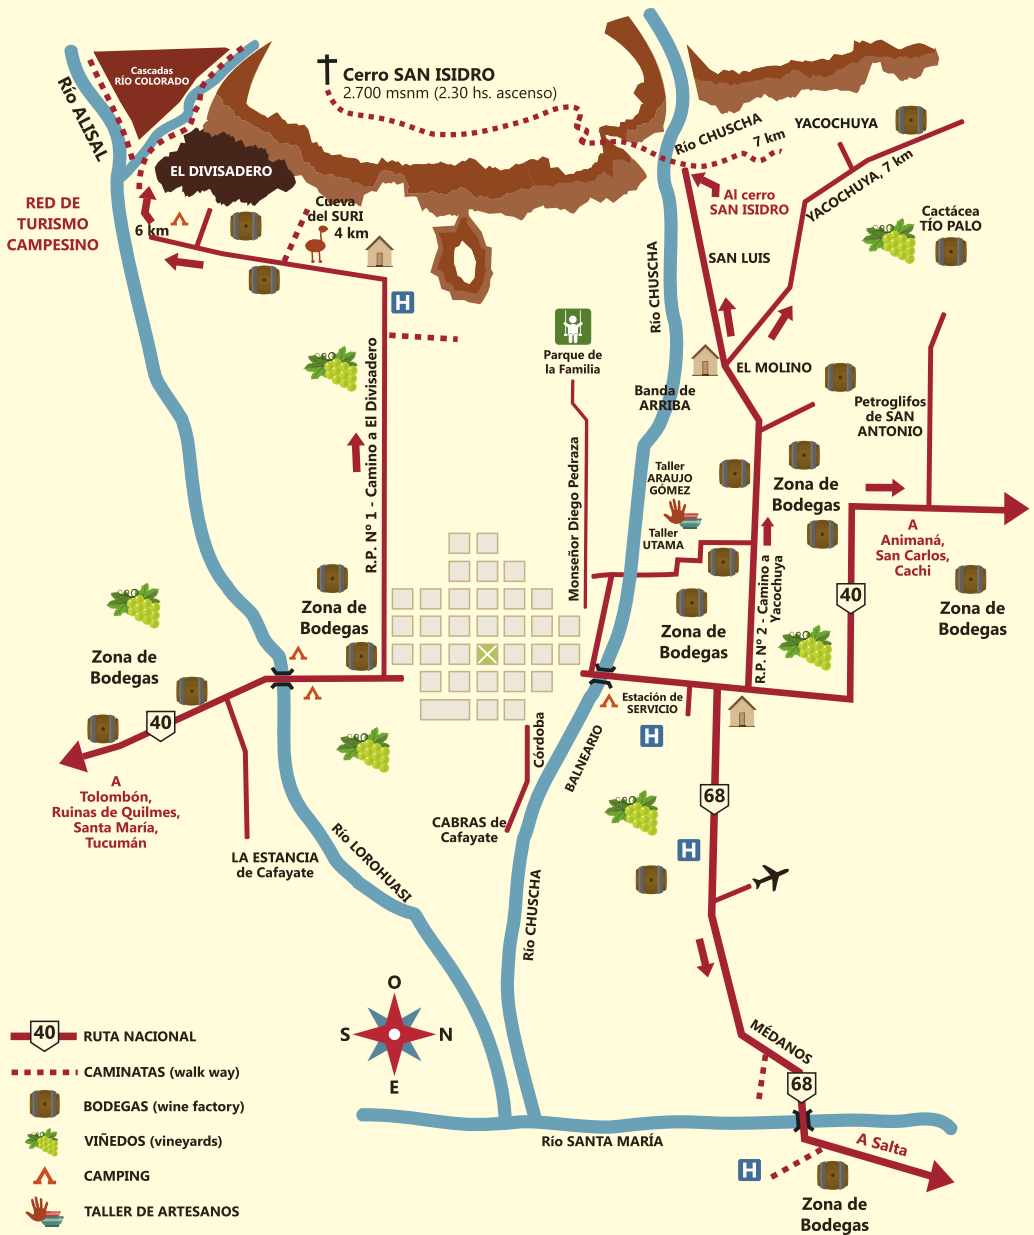 Cascadas
RÍO COLORADO
Río ALISAL
Cerro SAN ISIDRO
2.700 msnm (2.30 hs. ascenso)
Río CHUSCHA
7 km
YACOCHUYA
YACOCHUYA, 7 km
EL DIVISADERO
RED DE
TURISMO
CAMPESINO
6 km
Cueva
del SURI
4 km
Al cerro
SAN ISIDRO
Cactácea
TÍO PALO
SAN LUIS
Río CHUSCHA
H
Parque de
la Familia
EL MOLINO
Banda de
ARRIBA
Petroglifos
de SAN
ANTONIO
R.P. Nº 1 - Camino a El Divisadero
Monseñor Diego Pedraza
Taller
ARAUJO
GÓMEZ
Taller
UTAMA
Zona de
Bodegas
A
Animaná,
San Carlos,
Cachi
40
Zona de
Bodegas
R.P. Nº 2 - Camino a
Yacochuya
Zona de
Bodegas
Zona de
Bodegas
Zona de
Bodegas
40
A
Tolombón,
Ruinas de Quilmes,
Santa María,
Tucumán
LA ESTANCIA
de Cafayate
Estación de
SERVICIO
H
Córdoba
BALNEARIO
CABRAS de
Cafayate
68
H
Río LOROHUASI
Río CHUSCHA
O
S
N
E
MÉDANOS
68
Río SANTA MARÍA
A Salta
H
Zona de
Bodegas
40
RUTA NACIONAL
CAMINATAS (walk way)
BODEGAS (wine factory)
VIÑEDOS (vineyards)
CAMPING
TALLER DE ARTESANOS